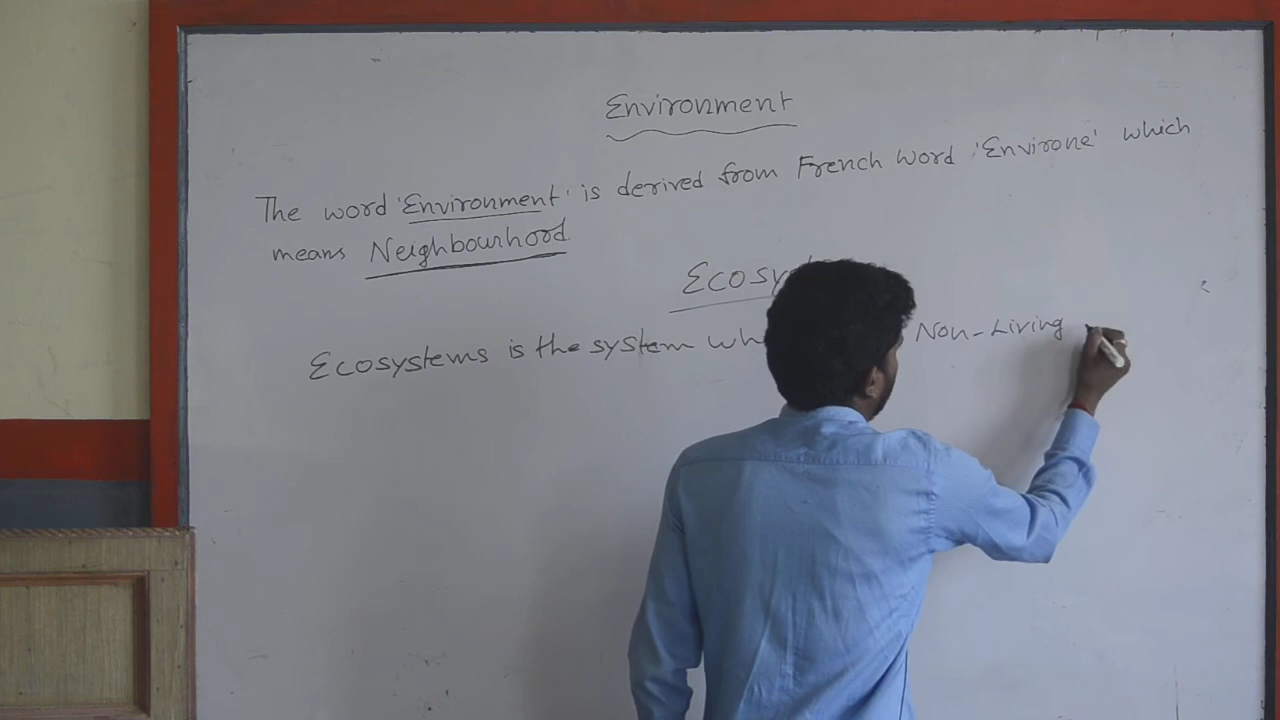 Environment
The word 'Environment' is derived from French word 'Environe' which
means Neighbourhood
Ecosy
Ecosystems is the system wh Non-Living